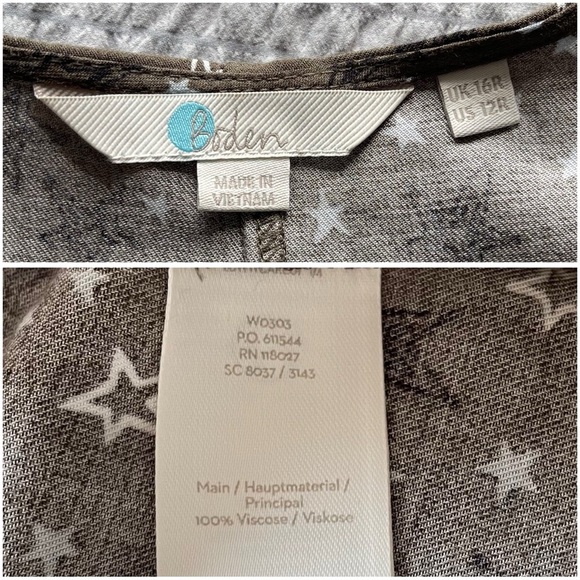 Boden
MADE IN
VIETNAM
UK 16R
US 12R
W0303
P.O. 611544
RN 118027
SC 8037 / 3143
Main / Hauptmaterial /
Principal
100% Viscose / Viskose